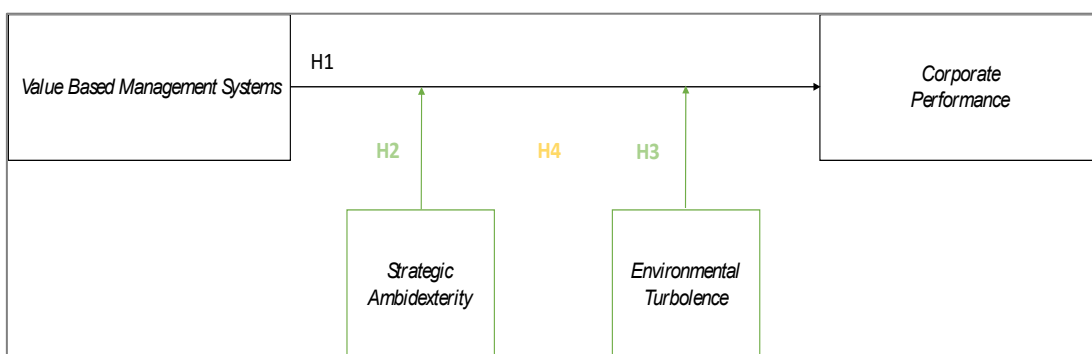 H1
Value Based Management Systems
Corporate
Performance
H2
H4
H3
Strategic
Ambidexterity
Environmental
Turbolence